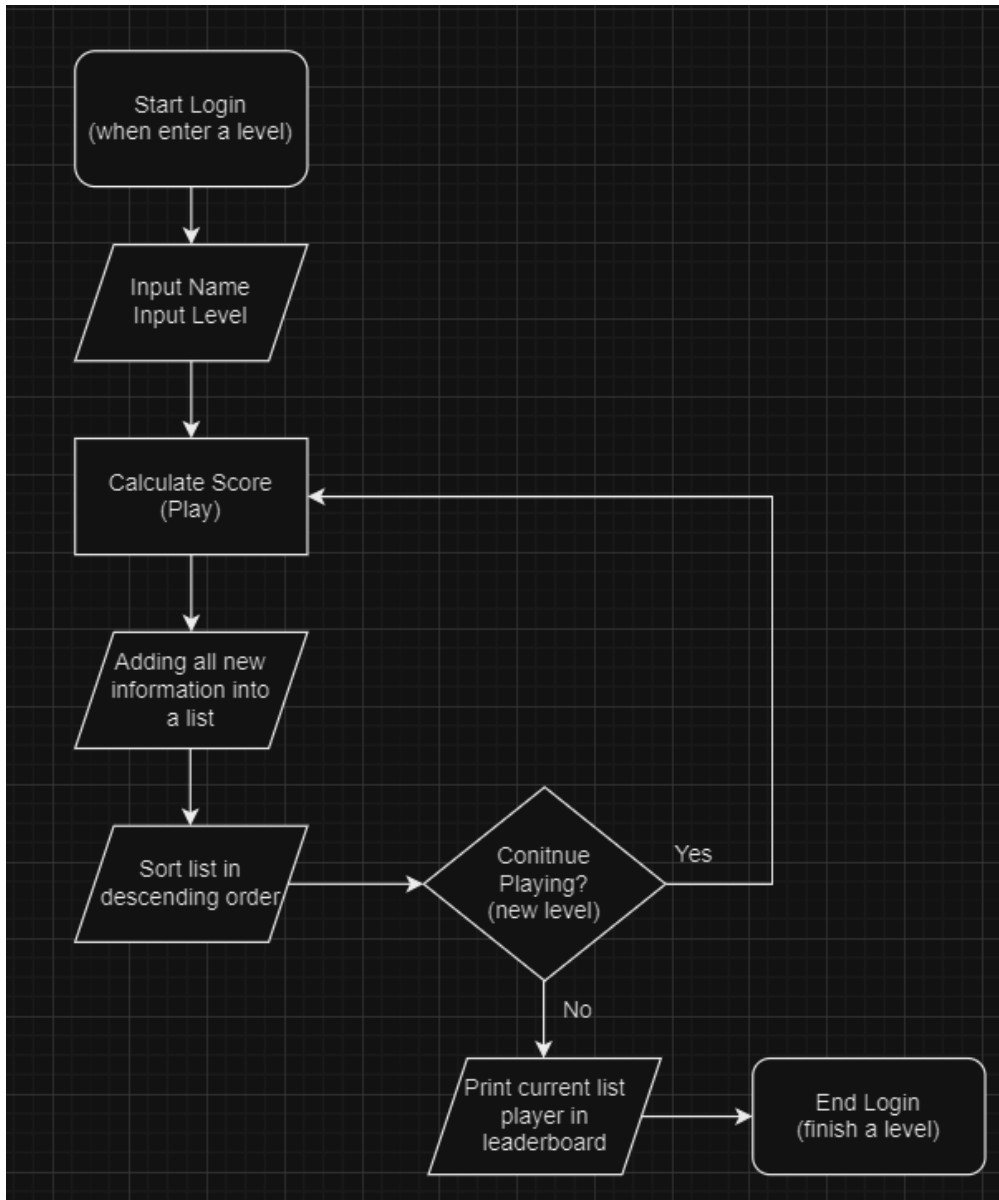 Start Login
(when enter a level)
Input Name
Input Level
Calculate Score
(Play)
Adding all new
information into
a list
Sort list in
descending order
Conitnue
Playing?
(new level)
Yes
No
Print current list
player in
leaderboard
End Login
(finish a level)